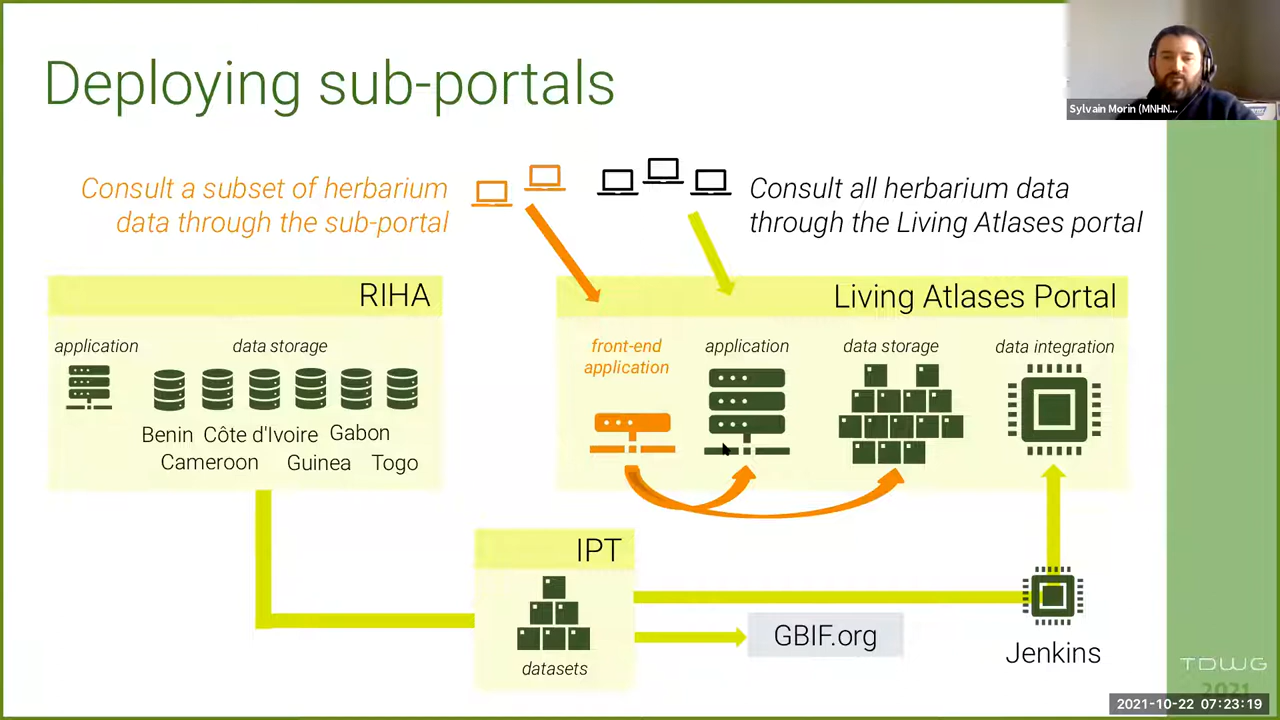 Deploying sub-portals
Sylvain Morin (MNHN...
Consult a subset of herbarium
data through the sub-portal
Consult all herbarium data
through the Living Atlases portal
RIHA
application
data storage
Benin Côte d'Ivoire Gabon
Cameroon Guinea Togo
Living Atlases Portal
front-end
application
application
data storage
data integration
IPT
datasets
GBIF.org
Jenkins
TDWG
2021
2021-10-22 07:23:19